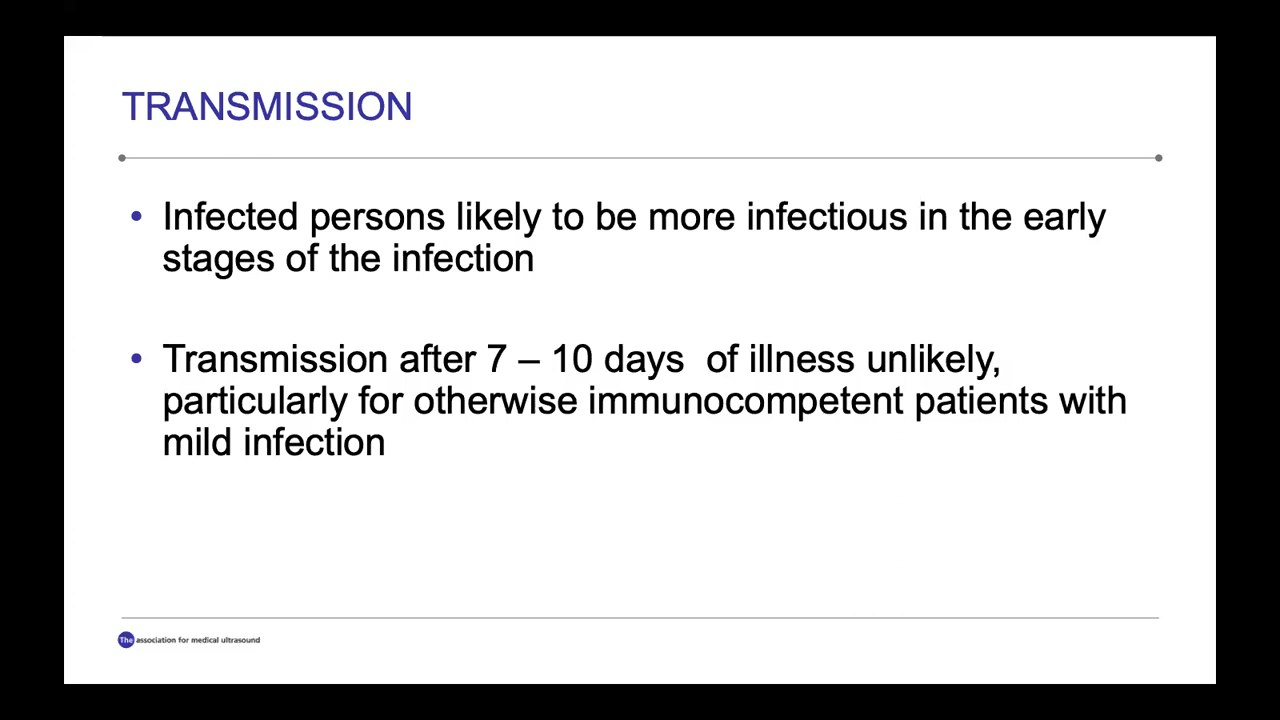 TRANSMISSION
• Infected persons likely to be more infectious in the early
stages of the infection
• Transmission after 7 – 10 days  of illness unlikely,
particularly for otherwise immunocompetent patients with
mild infection
The association for medical ultrasound